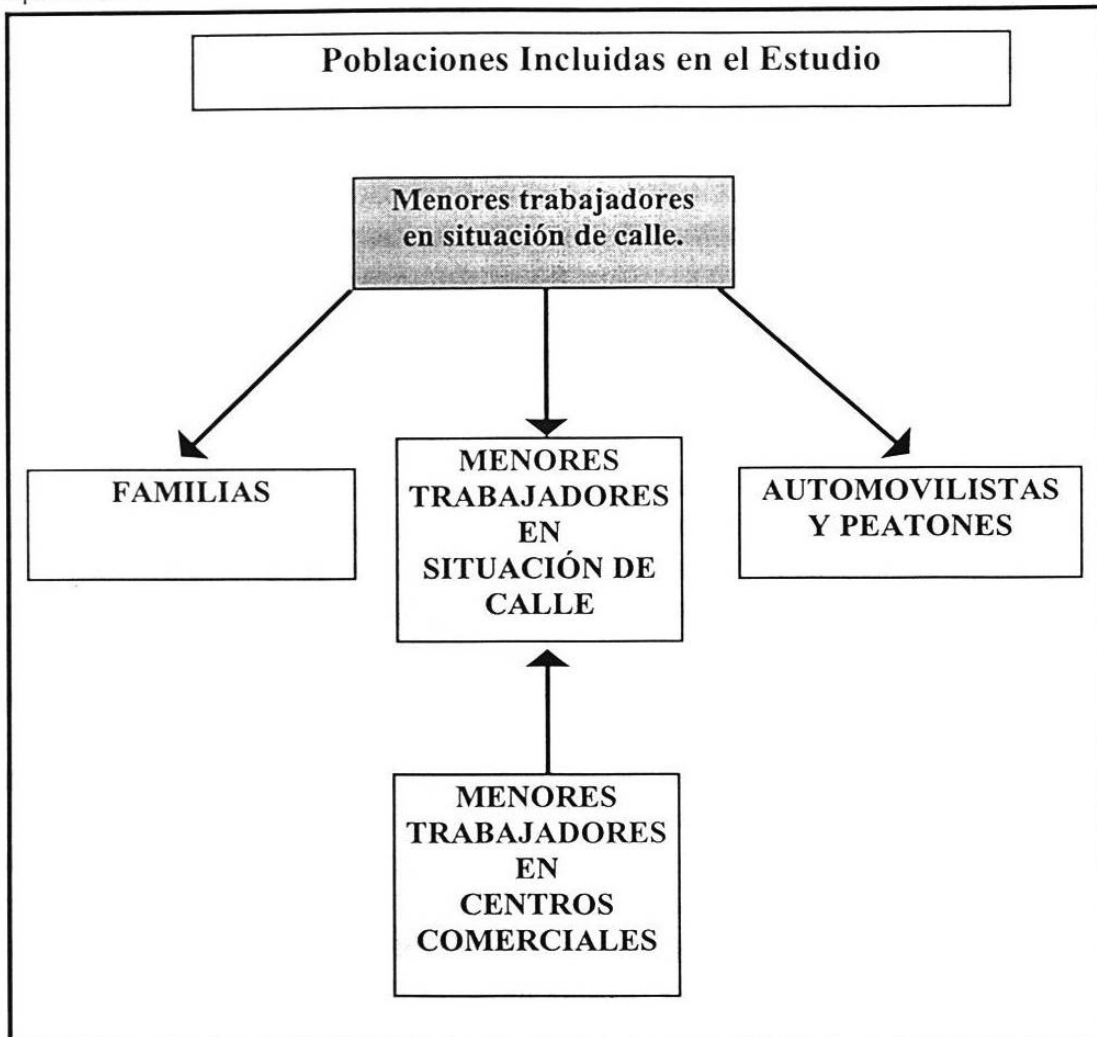 Poblaciones Incluidas en el Estudio
Menores trabajadores
en situación de calle.
FAMILIAS
MENORES
TRABAJADORES
EN
SITUACIÓN DE
CALLE
AUTOMOVILISTAS
Y PEATONES
MENORES
TRABAJADORES
EN
CENTROS
COMERCIALES